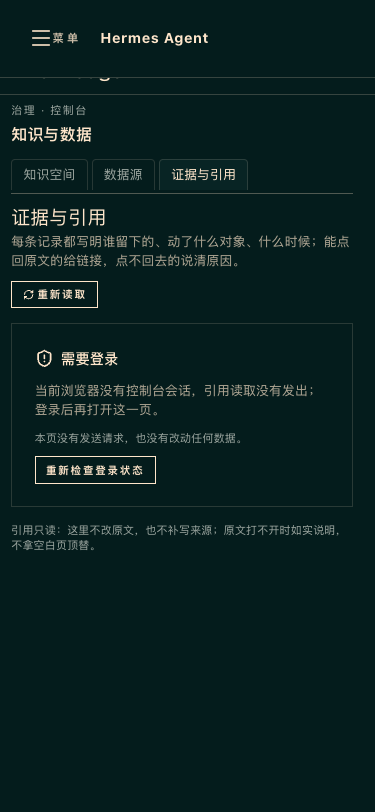 菜单
Hermes Agent
治理 · 控制台
知识与数据
知识空间
数据源
证据与引用
证据与引用
每条记录都写明谁留下的、动了什么对象、什么时候；能点
回原文的给链接，点不回去的说清原因。
重新读取
需要登录
当前浏览器没有控制台会话，引用读取没有发出；
登录后再打开这一页。
本页没有发送请求，也没有改动任何数据。
重新检查登录状态
引用只读：这里不改原文，也不补写来源；原文打不开时如实说明，
不拿空白页顶替。